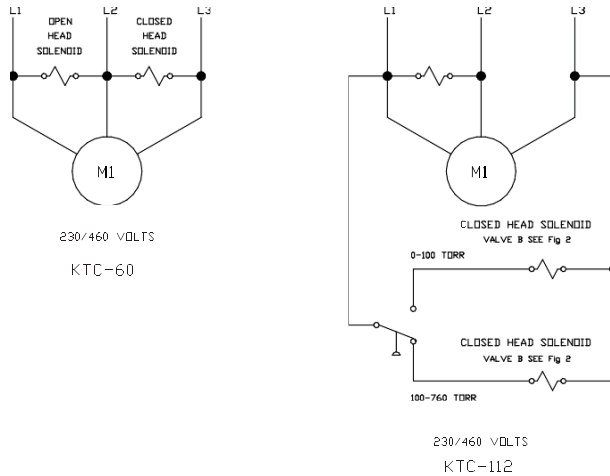 L1 L2 L3
OPEN
HEAD
SOLENOID
CLOSED
HEAD
SOLENOID
M1
230/460 VOLTS
KTC-60
L1 L2 L3
M1
CLOSED HEAD SOLENOID
VALVE B SEE Fig 2
0-100 TORR
CLOSED HEAD SOLENOID
VALVE B SEE Fig 2
100-760 TORR
230/460 VOLTS
KTC-112